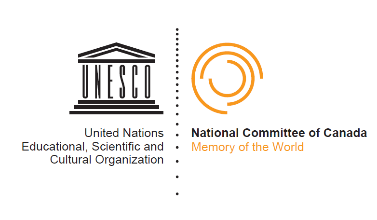 UNESCO
United Nations
Educational, Scientific and
Cultural Organization
National Committee of Canada
Memory of the World